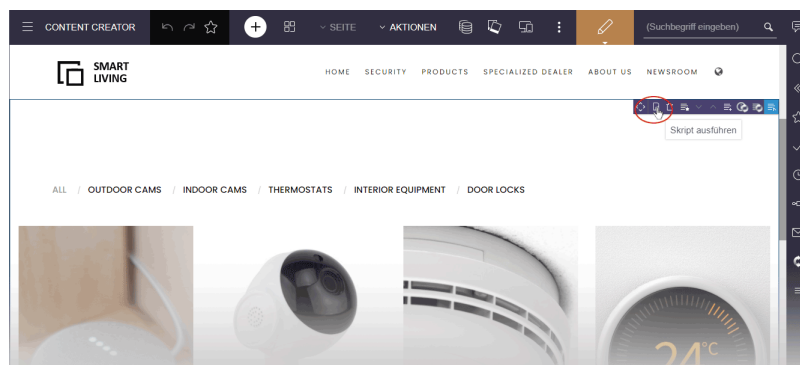 CONTENT CREATOR SEITE AKTIONEN (Suchbegriff eingeben)
SMART
LIVING
HOME SECURITY PRODUCTS SPECIALIZED DEALER ABOUT US NEWSROOM
Skript ausführen
ALL / OUTDOOR CAMS / INDOOR CAMS / THERMOSTATS / INTERIOR EQUIPMENT / DOOR LOCKS
24°C